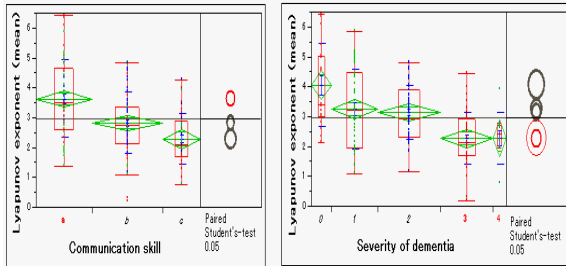 Lyapunov exponent (mean)
6
5
4
3
2
1
0
a
b
c
Communication skill
Paired
Student's-test
0.05
Lyapunov exponent (mean)
6
5
4
3
2
1
0
0
1
2
3
4
Severity of dementia
Paired
Student's-test
0.05